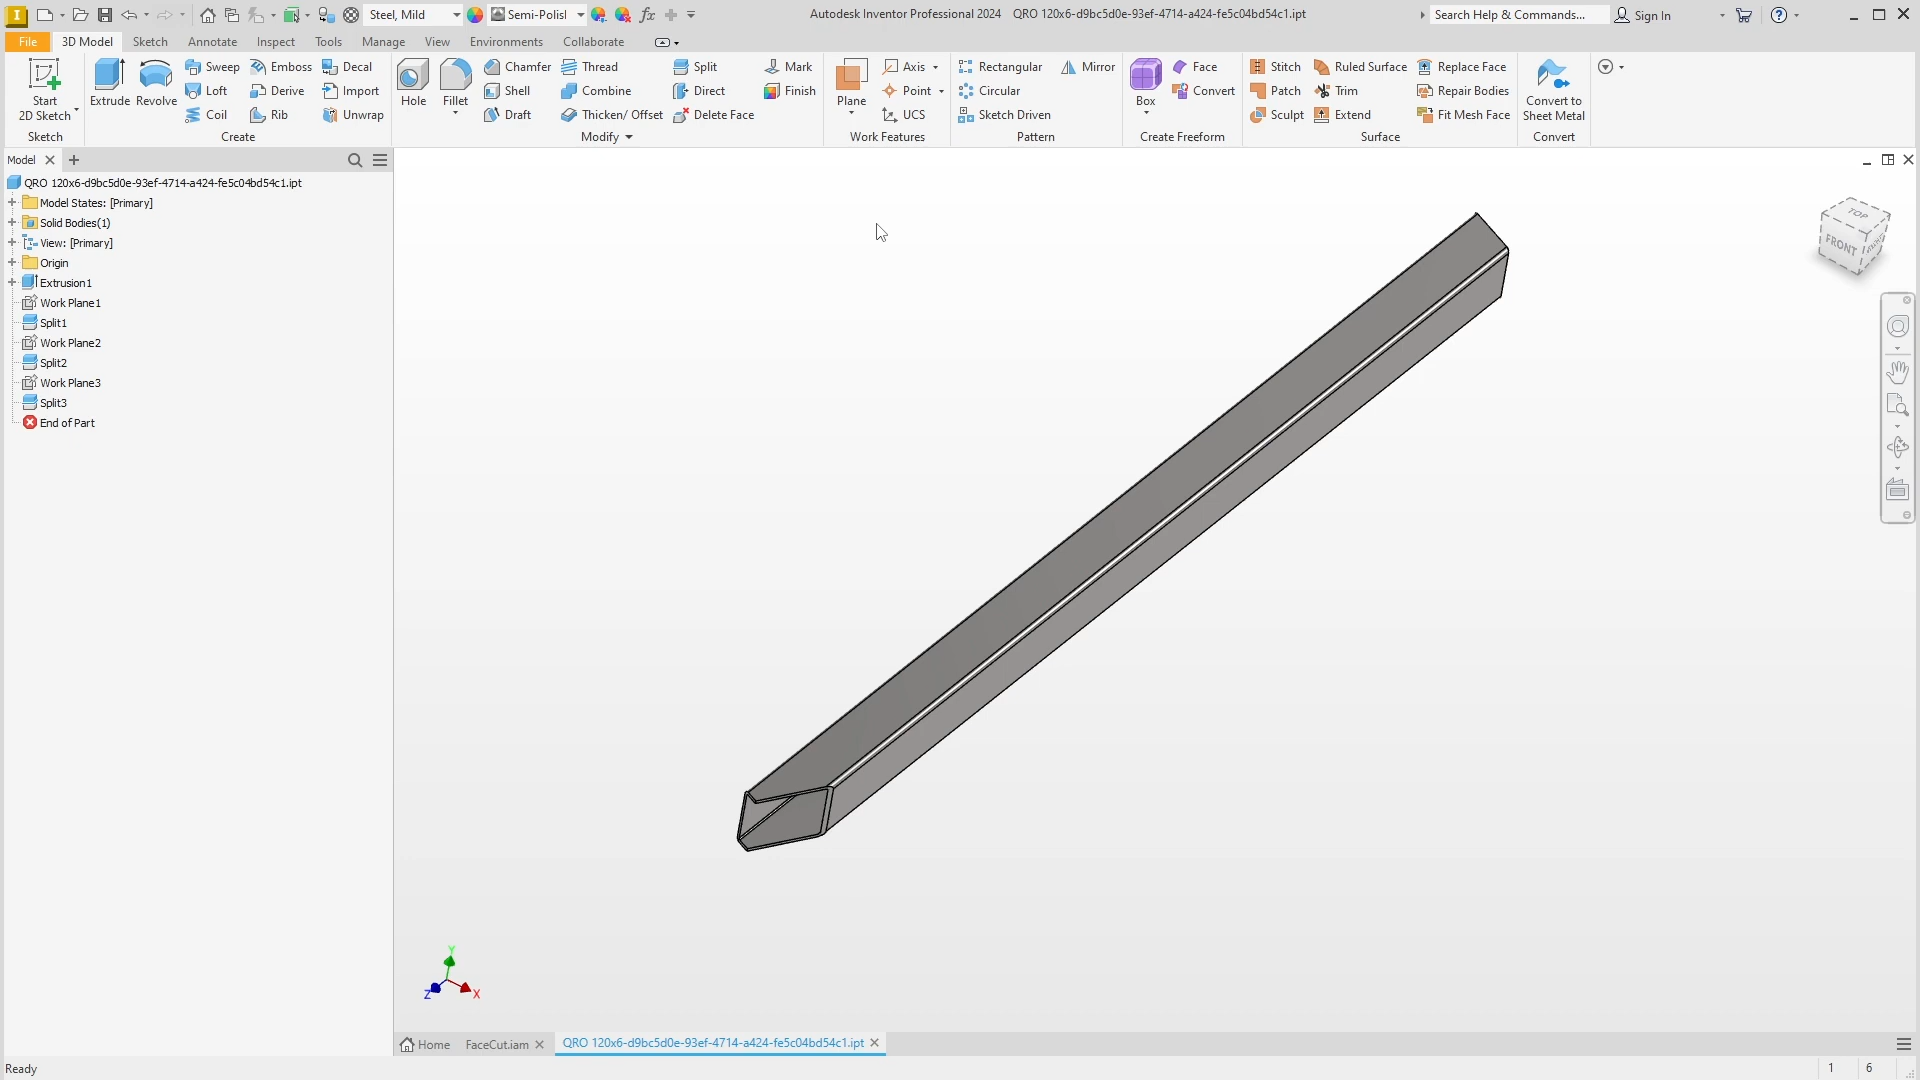 Steel, Mild
Semi-Polisl
Autodesk Inventor Professional 2024 QRO 120x6-d9bc5d0e-93ef-4714-a424-fe5c04bd54c1.ipt
Search Help & Commands...
Sign In
File
3D Model
Sketch
Annotate
Inspect
Tools
Manage
View
Environments
Collaborate
Start
2D Sketch
Sketch
Extrude
Revolve
Sweep
Loft
Coil
Emboss
Derive
Rib
Decal
Import
Unwrap
Create
Hole
Fillet
Chamfer
Shell
Draft
Thread
Combine
Thicken/ Offset
Split
Direct
Delete Face
Mark
Finish
Modify
Plane
Axis
Point
UCS
Work Features
Rectangular
Circular
Sketch Driven
Mirror
Pattern
Box
Face
Convert
Create Freeform
Stitch
Patch
Sculpt
Ruled Surface
Trim
Extend
Replace Face
Repair Bodies
Fit Mesh Face
Surface
Convert to
Sheet Metal
Convert
Model
QRO 120x6-d9bc5d0e-93ef-4714-a424-fe5c04bd54c1.ipt
Model States: [Primary]
Solid Bodies(1)
View: [Primary]
Origin
Extrusion1
Work Plane1
Split1
Work Plane2
Split2
Work Plane3
Split3
End of Part
TOP
FRONT
Y
Z
X
Home
FaceCut.iam
QRO 120x6-d9bc5d0e-93ef-4714-a424-fe5c04bd54c1.ipt
Ready
1
6